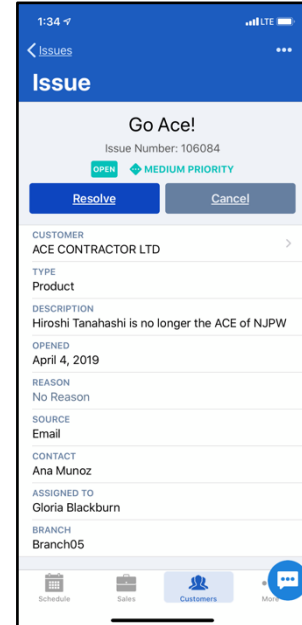 1:34
LTE
Issues
Issue
Go Ace!
Issue Number: 106084
OPEN MEDIUM PRIORITY
Resolve Cancel
CUSTOMER
ACE CONTRACTOR LTD
TYPE
Product
DESCRIPTION
Hiroshi Tanahashi is no longer the ACE of NJPW
OPENED
April 4, 2019
REASON
No Reason
SOURCE
Email
CONTACT
Ana Munoz
ASSIGNED TO
Gloria Blackburn
BRANCH
Branch05
Schedule Sales Customers More